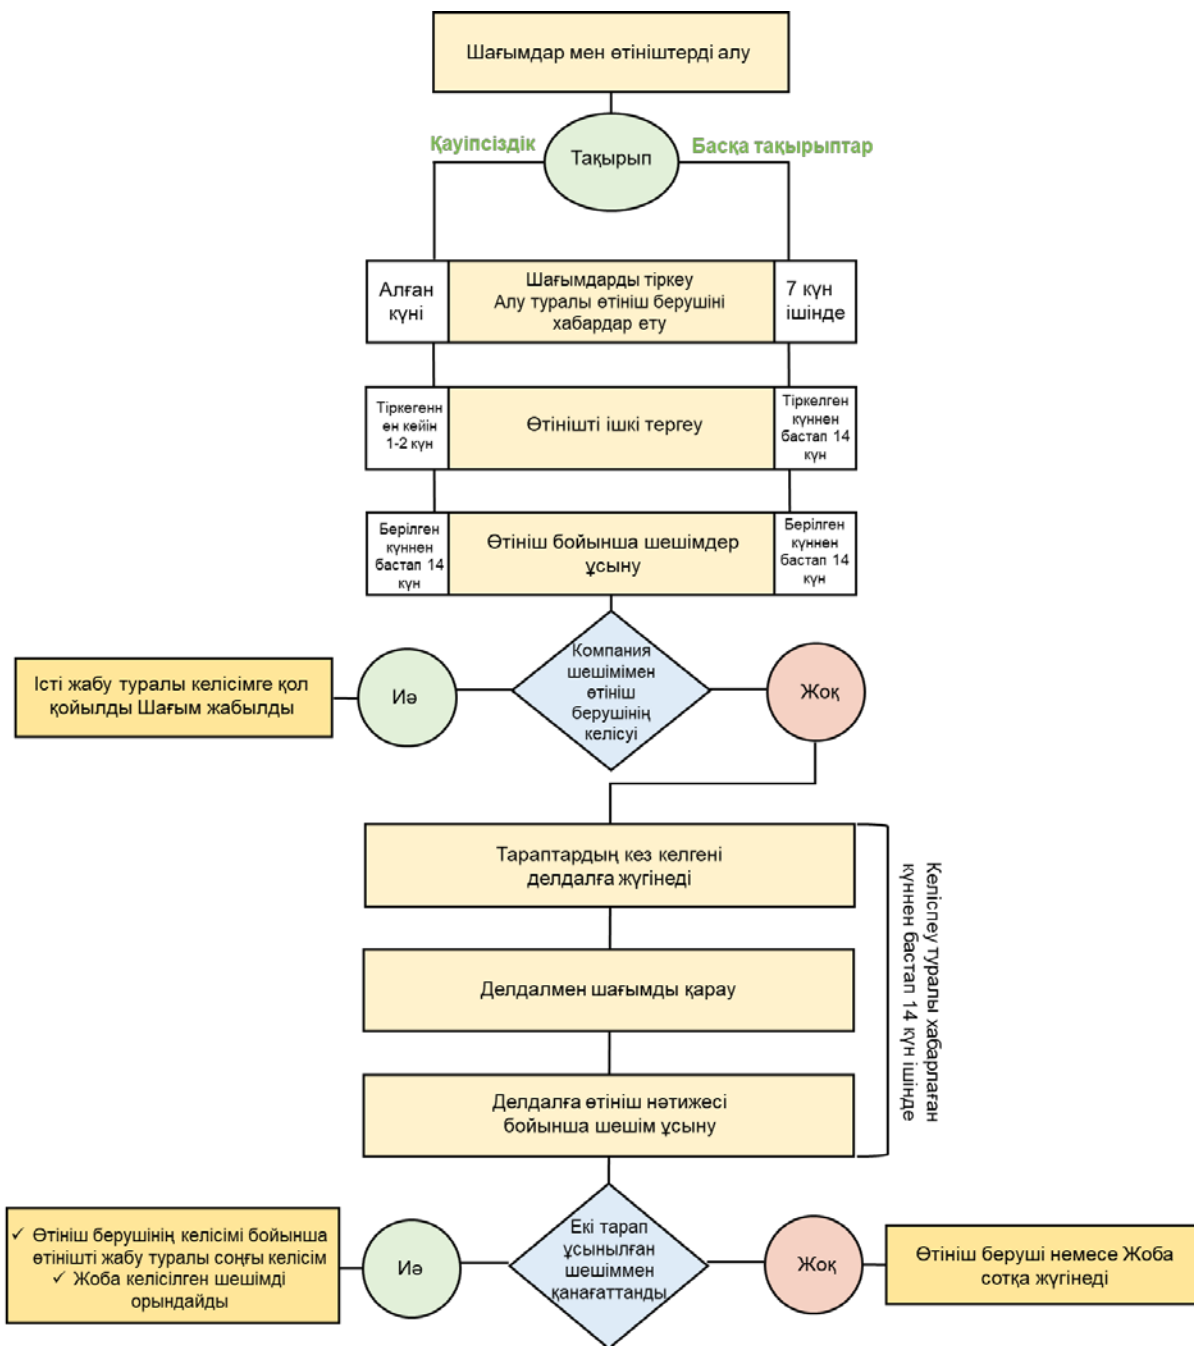 Шағымдар мен өтініштерді алу
Қауіпсіздік
Тақырып
Басқа тақырыптар
Алған
күні
Шағымдарды тіркеу
Алу туралы өтініш берушіні
хабардар ету
7 күн
ішінде
Тіркегенн
ен кейін
1-2 күн
Өтінішті ішкі тергеу
Тіркелген
күннен
бастап 14
күн
Берілген
күннен
бастап 14
күн
Өтініш бойынша шешімдер
ұсыну
Берілген
күннен
бастап 14
күн
Компания
шешімімен
өтініш
берушінің
келісуі
Істі жабу туралы келісімге қол
қойылды Шағым жабылды
Иә
Жоқ
Тараптардың кез келгені
делдалға жүгінеді
Делдалмен шағымды қарау
Делдалға өтініш нәтижесі
бойынша шешім ұсыну
Келіспеу туралы хабарлаған
күннен бастап 14 күн ішінде
✓ Өтініш берушінің келісімі бойынша
өтінішті жабу туралы соңғы келісім
✓ Жоба келісілген шешімді
орындайды
Иә
Екі тарап
ұсынылған
шешіммен
қанағаттанды
Жоқ
Өтініш беруші немесе Жоба
сотқа жүгінеді